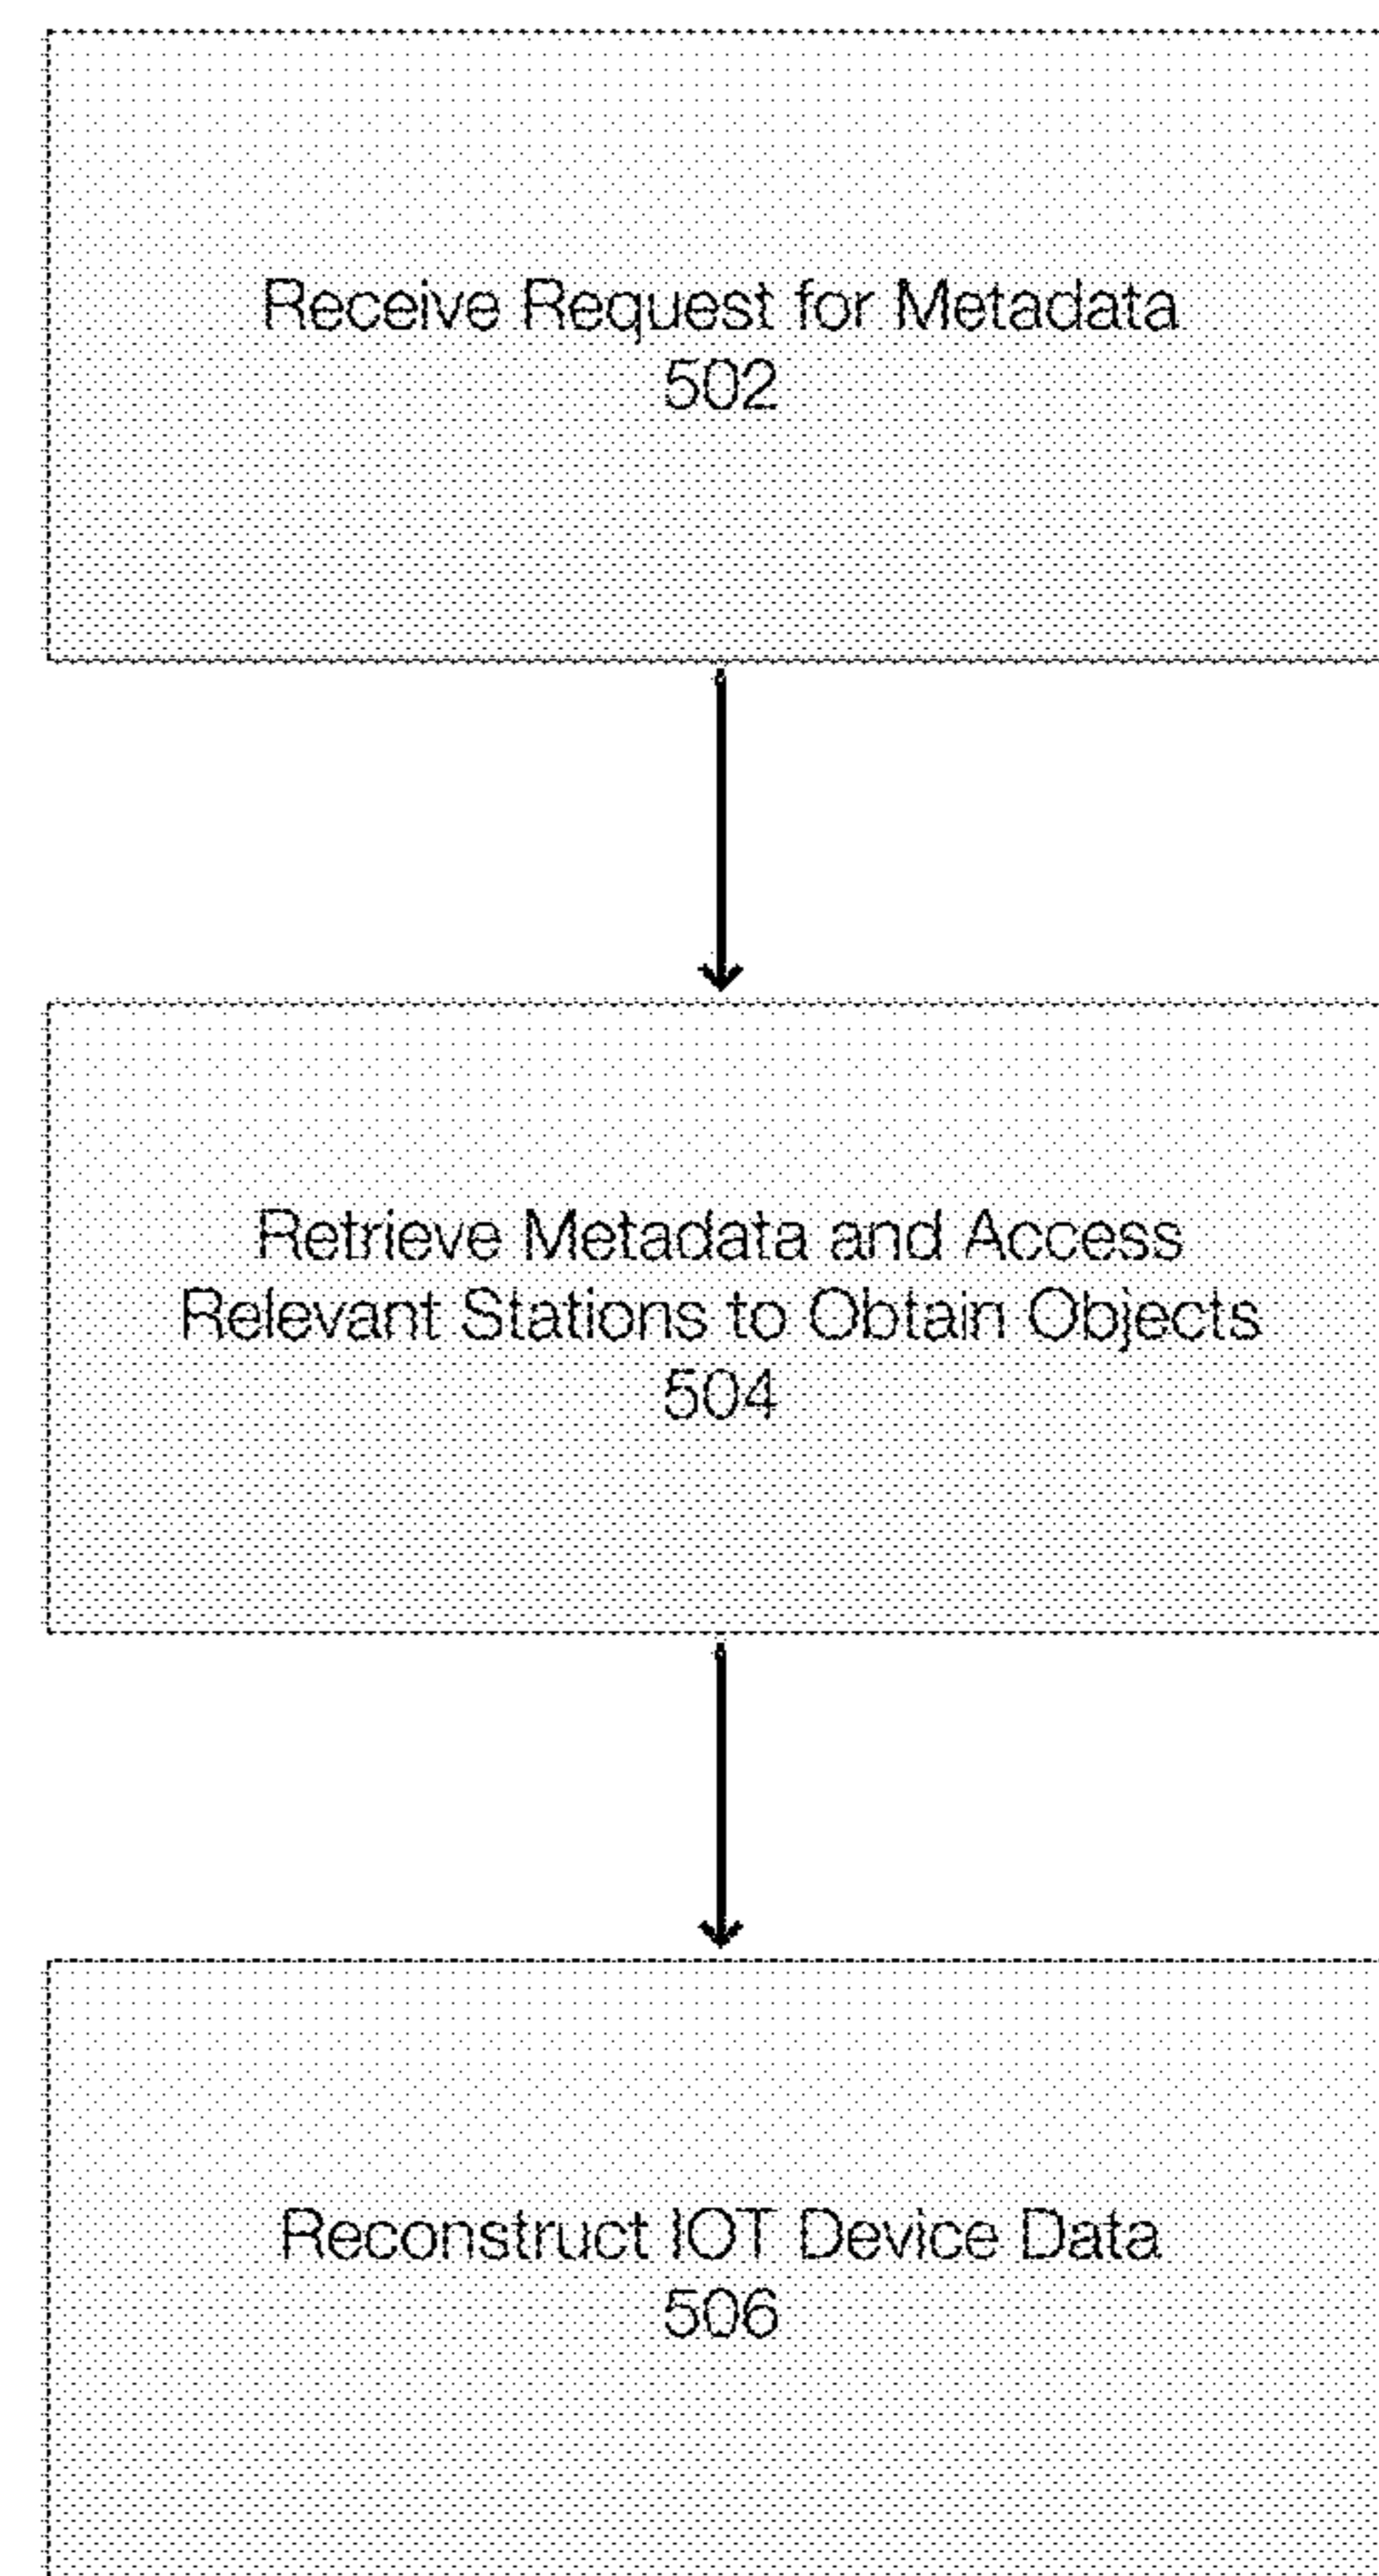 Receive Request for Metadata
502
Retrieve Metadata and Access
Relevant Stations to Obtain Objects
504
Reconstruct IOT Device Data
506